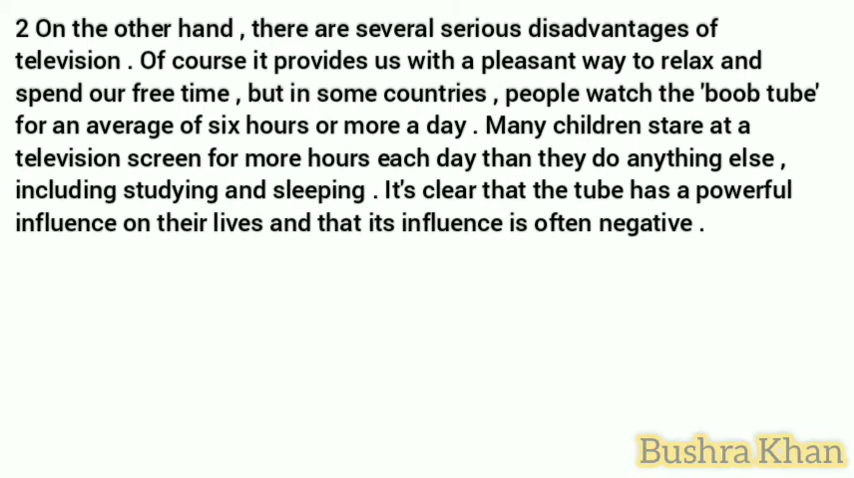 2 On the other hand , there are several serious disadvantages of
television . Of course it provides us with a pleasant way to relax and
spend our free time , but in some countries , people watch the 'boob tube'
for an average of six hours or more a day . Many children stare at a
television screen for more hours each day than they do anything else ,
including studying and sleeping . It's clear that the tube has a powerful
influence on their lives and that its influence is often negative .
Bushra Khan